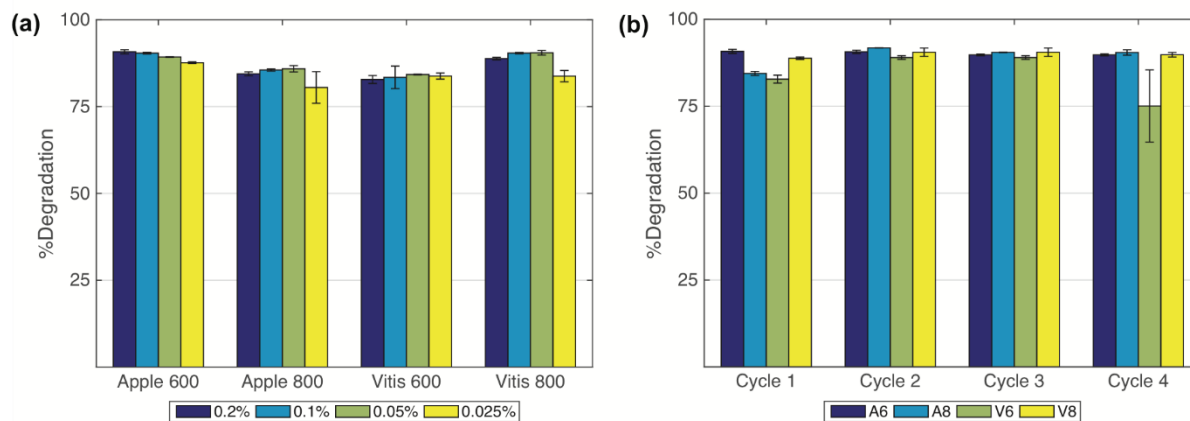 (a)
%Degradation
100
75
50
25
Apple 600 Apple 800 Vitis 600 Vitis 800
0.2% 0.1% 0.05% 0.025%
(b)
%Degradation
100
75
50
25
Cycle 1 Cycle 2 Cycle 3 Cycle 4
A6 A8 V6 V8